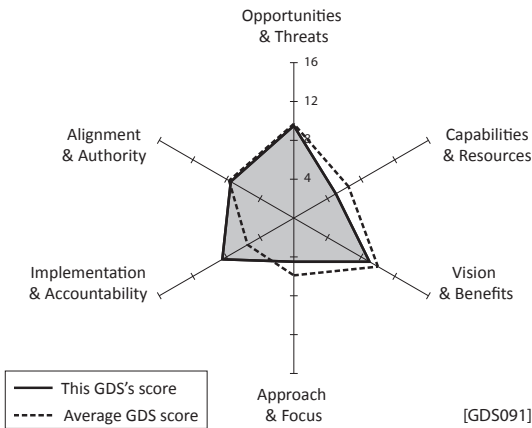 Opportunities
& Threats
16
12
8
4
Alignment
& Authority
Capabilities
& Resources
Implementation
& Accountability
Vision
& Benefits
Approach
& Focus
This GDS's score
Average GDS score
[GDS091]